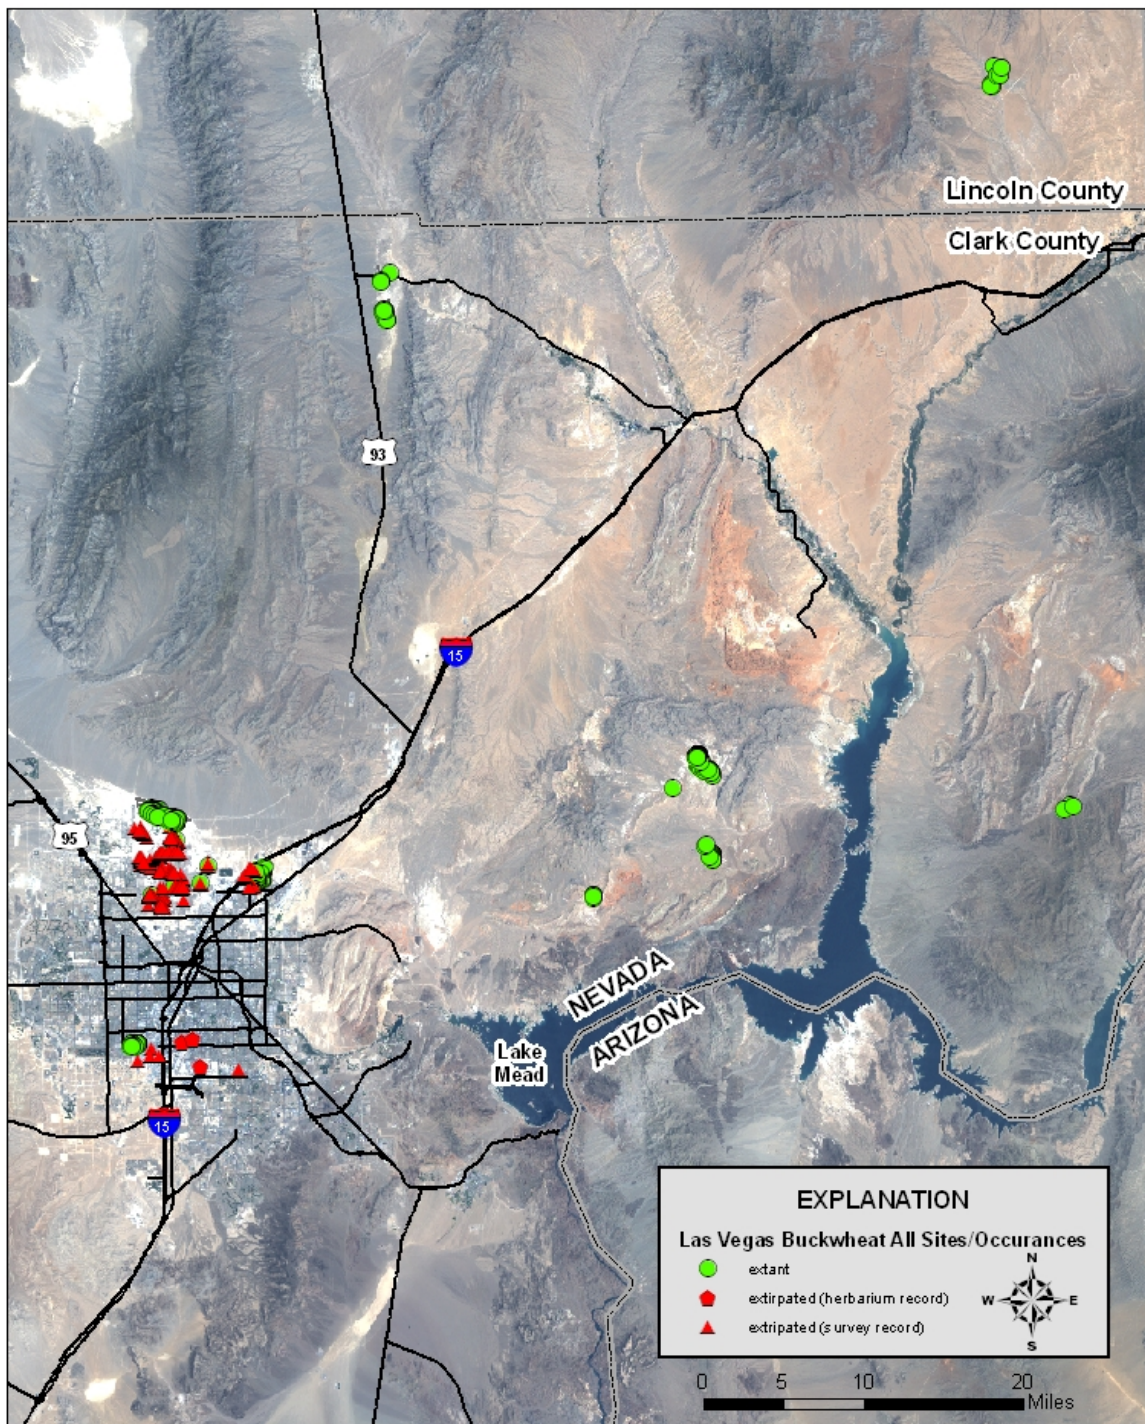 Lincoln County
Clark County
93
15
95
NEVADA
ARIZONA
Lake
Mead
15
EXPLANATION
Las Vegas Buckwheat All Sites/Occurances
extant
extirpated (herbarium record)
extripated (survey record)
N
W E
S
0 5 10 20
Miles